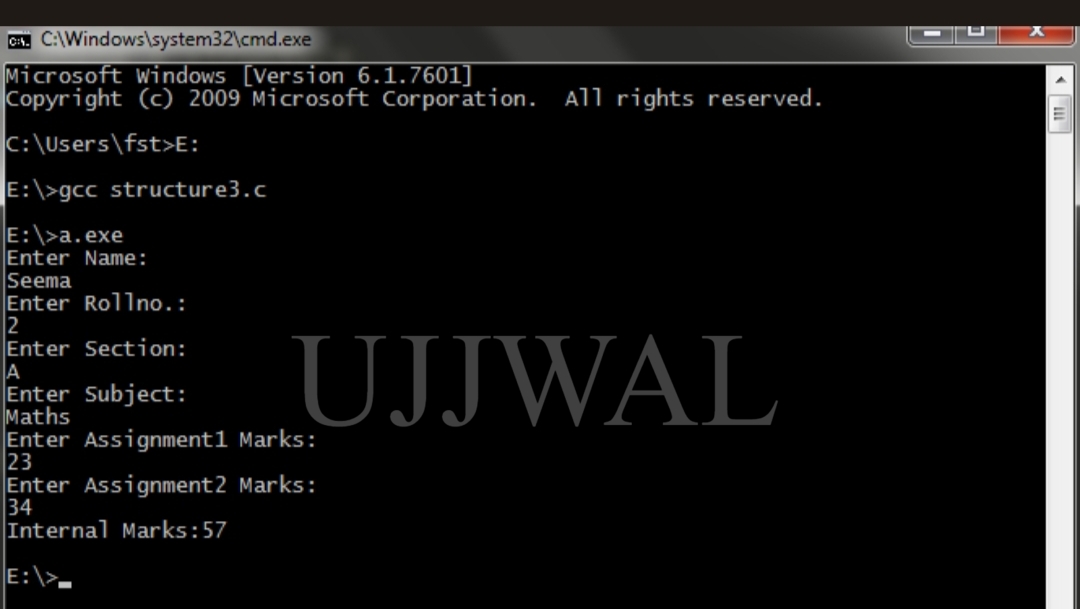 C:\Windows\system32\cmd.exe
Microsoft Windows [Version 6.1.7601]
Copyright (c) 2009 Microsoft Corporation.  All rights reserved.
C:\Users\fst>E:
E:\>gcc structure3.c
E:\>a.exe
Enter Name:
Seema
Enter Rollno.:
2
Enter Section:
A
Enter Subject:
Maths
Enter Assignment1 Marks:
23
Enter Assignment2 Marks:
34
Internal Marks:57
E:\>
UJJWAL